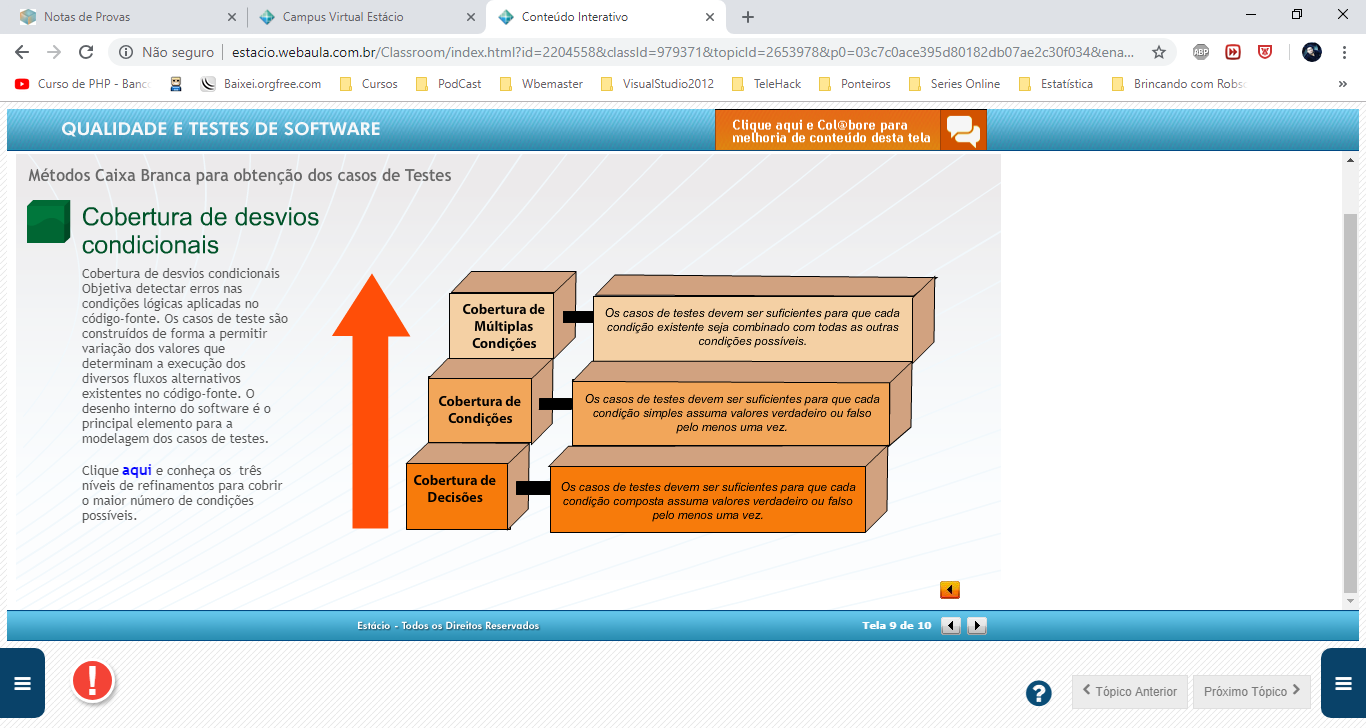 Notas de Provas
Campus Virtual Estácio
Conteúdo Interativo
Não seguro
estacio.webaula.com.br/Classroom/index.html?id=2204558&classId=979371&topicId=2653978&p0=03c7c0ace395d80182db07ae2c30f034&ena...
ABP
Curso de PHP - Banc
Baixei.orgfree.com
Cursos
PodCast
Wbemaster
VisualStudio2012
TeleHack
Ponteiros
Series Online
Estatística
Brincando com Robs
QUALIDADE E TESTES DE SOFTWARE
Clique aqui e Col@bore para
melhoria de conteúdo desta tela
Métodos Caixa Branca para obtenção dos casos de Testes
Cobertura de desvios
condicionais
Cobertura de desvios condicionais
Objetiva detectar erros nas
condições lógicas aplicadas no
código-fonte. Os casos de teste são
construídos de forma a permitir
variação dos valores que
determinam a execução dos
diversos fluxos alternativos
existentes no código-fonte. O
desenho interno do software é o
principal elemento para a
modelagem dos casos de testes.
Clique aqui e conheça os três
níveis de refinamentos para cobrir
o maior número de condições
possíveis.
Cobertura de
Múltiplas
Condições
Os casos de testes devem ser suficientes para que cada
condição existente seja combinado com todas as outras
condições possíveis.
Cobertura de
Condições
Os casos de testes devem ser suficientes para que cada
condição simples assuma valores verdadeiro ou falso
pelo menos uma vez.
Cobertura de
Decisões
Os casos de testes devem ser suficientes para que cada
condição composta assuma valores verdadeiro ou falso
pelo menos uma vez.
Estácio - Todos os Direitos Reservados
Tela 9 de 10
Tópico Anterior
Próximo Tópico